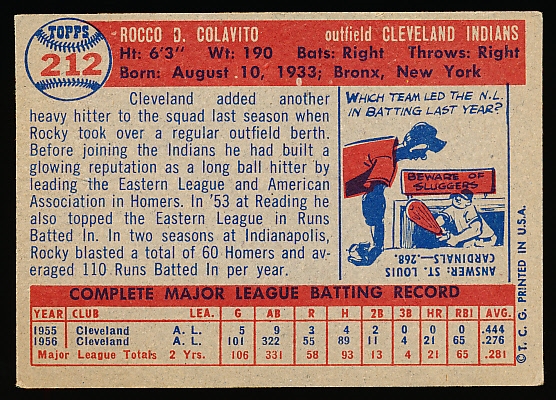 TOPPS
212
ROCCO D. COLAVITO outfield CLEVELAND INDIANS
Ht: 6'3" Wt: 190 Bats: Right Throws: Right
Born: August 10, 1933; Bronx, New York
Cleveland added another
heavy hitter to the squad last season when
Rocky took over a regular outfield berth.
Before joining the Indians he had built a
glowing reputation as a long ball hitter by
leading the Eastern League and American
Association in Homers. In '53 at Reading he
also topped the Eastern League in Runs
Batted In. In two seasons at Indianapolis,
Rocky blasted a total of 60 Homers and av-
eraged 110 Runs Batted In per year.
WHICH TEAM LED THE N.L.
IN BATTING LAST YEAR?
BEWARE OF
SLUGGERS
ANSWER: ST. LOUIS
CARDINALS—.268.
COMPLETE MAJOR LEAGUE BATTING RECORD
YEAR CLUB LEA. G AB R H 2B 3B HR RBI AVG.
1955 Cleveland A. L. 5 9 3 4 2 0 0 0 .444
1956 Cleveland A. L. 101 322 55 89 11 4 21 65 .276
Major League Totals 2 Yrs. 106 331 58 93 13 4 21 65 .281
© T. C. G. PRINTED IN U.S.A.